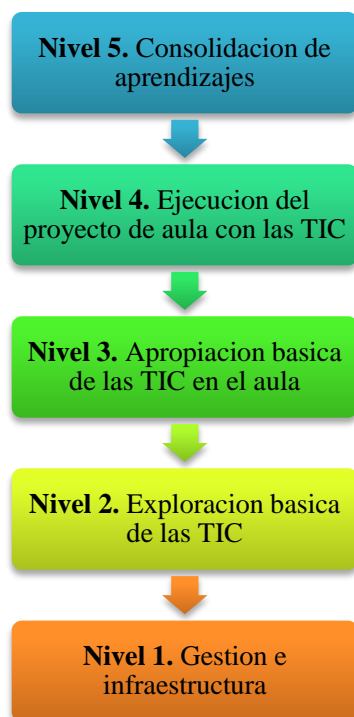 Nivel 5. Consolidacion de
aprendizajes
Nivel 4. Ejecucion del
proyecto de aula con las TIC
Nivel 3. Apropiacion basica
de las TIC en el aula
Nivel 2. Exploracion basica
de las TIC
Nivel 1. Gestion e
infraestructura